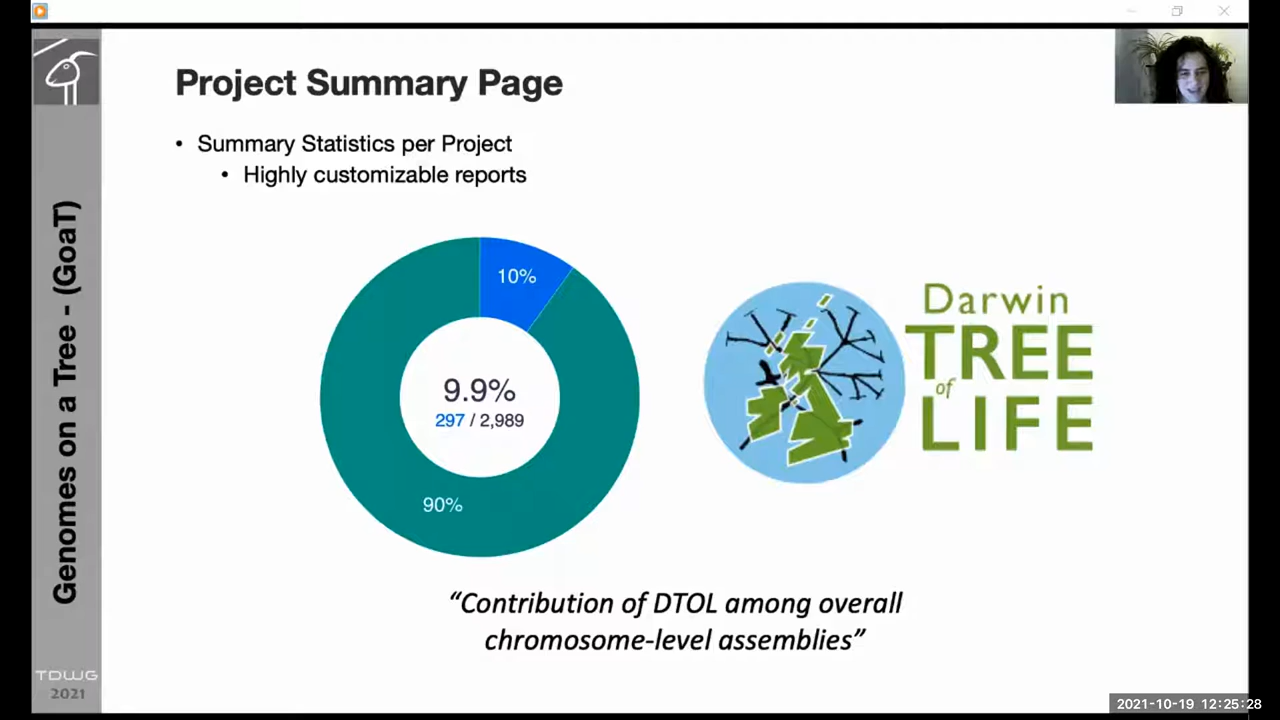 Project Summary Page
• Summary Statistics per Project
• Highly customizable reports
10%
9.9%
297 / 2,989
90%
Darwin
TREE
of
LIFE
“Contribution of DTOL among overall
chromosome-level assemblies”
Genomes on a Tree - (GoaT)
TDWG
2021
2021-10-19 12:25:28